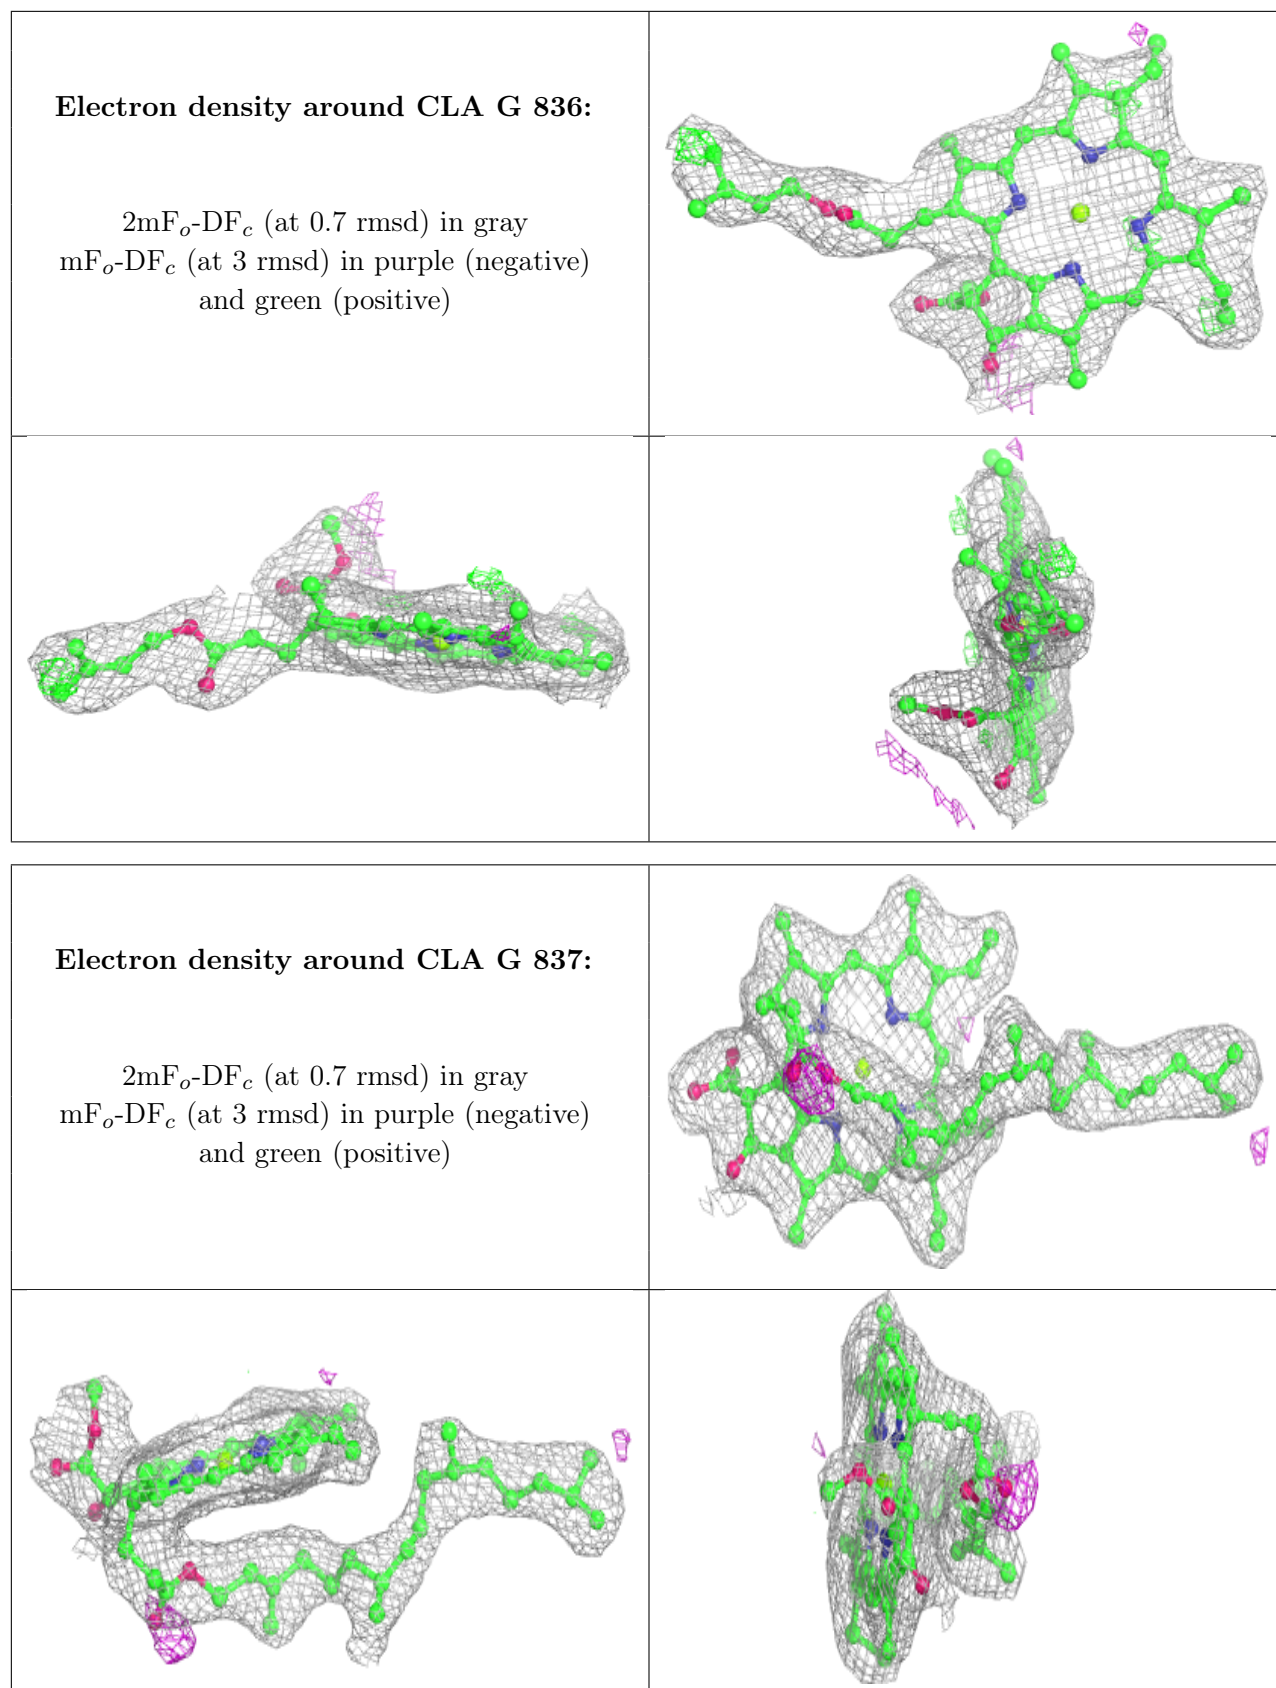 Electron density around CLA G 836:
2mFo-DFc (at 0.7 rmsd) in gray
mFo-DFc (at 3 rmsd) in purple (negative)
and green (positive)
Electron density around CLA G 837:
2mFo-DFc (at 0.7 rmsd) in gray
mFo-DFc (at 3 rmsd) in purple (negative)
and green (positive)